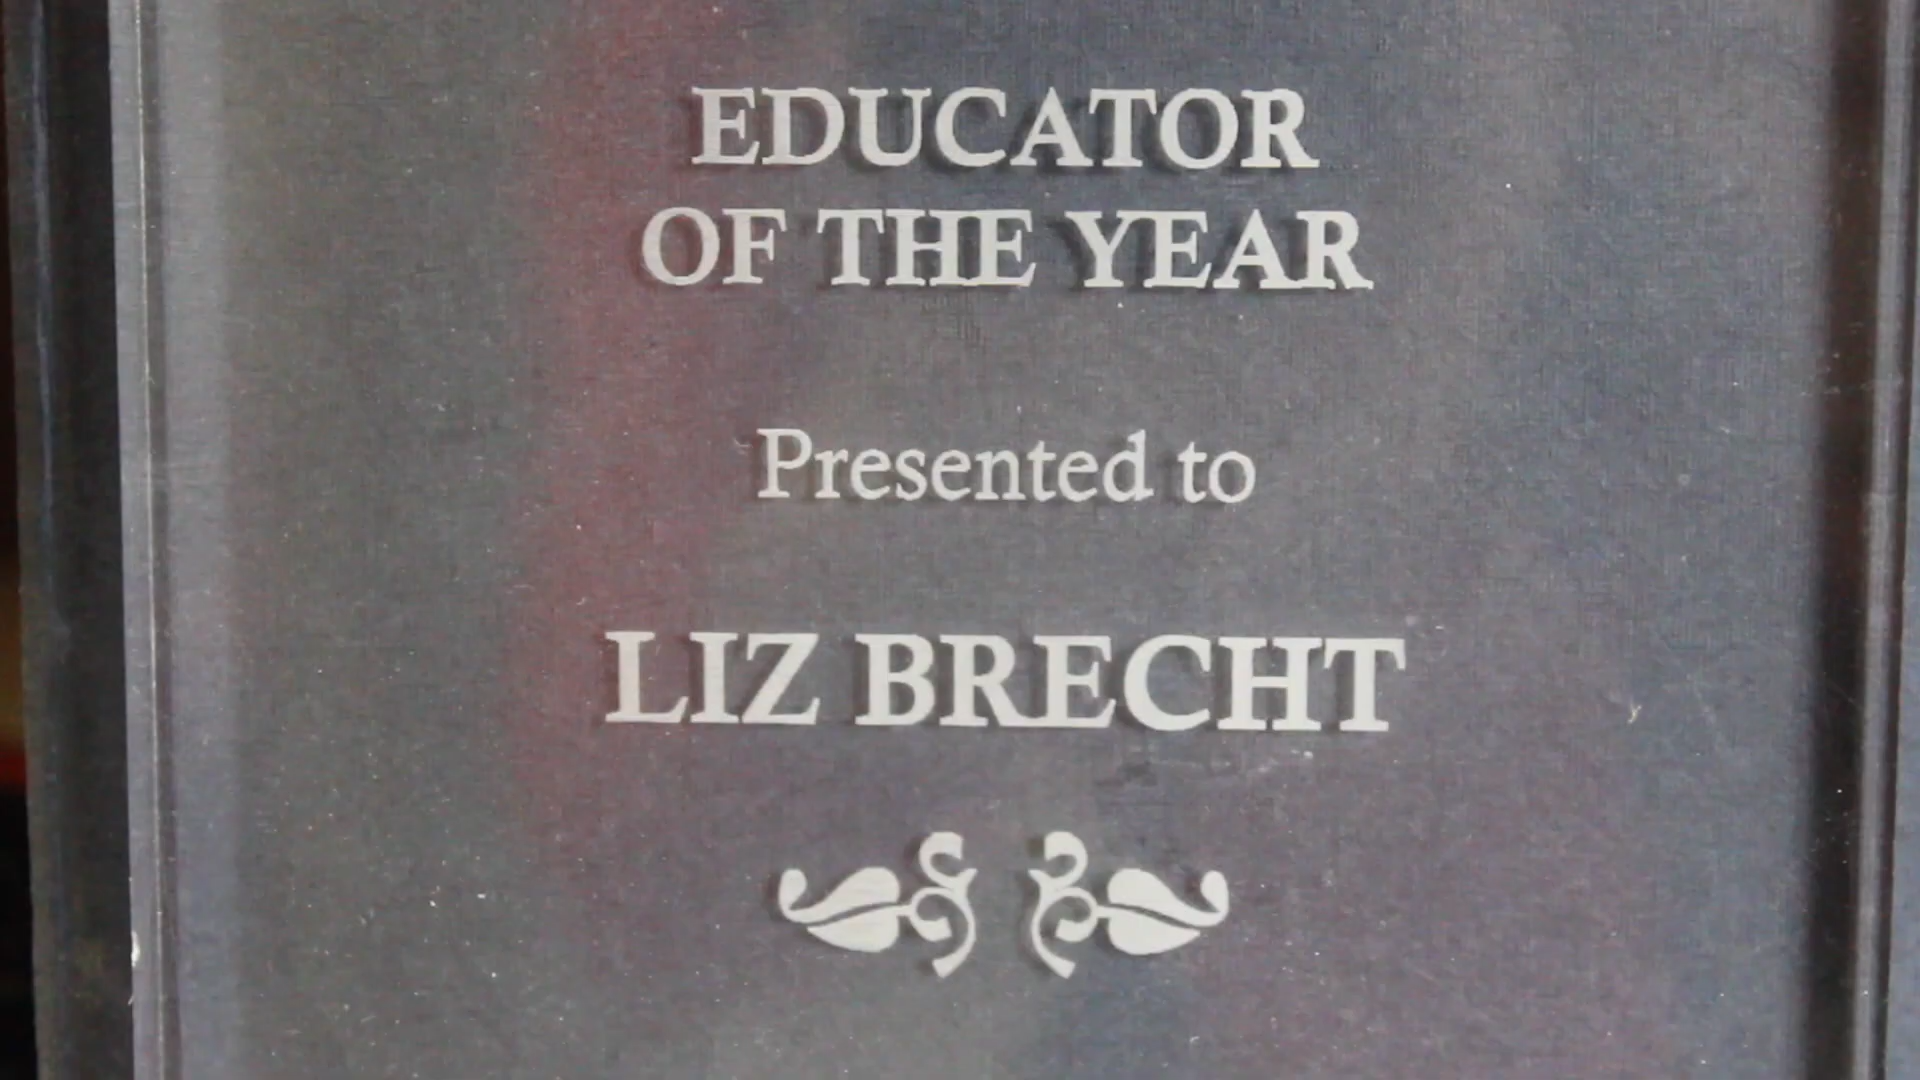 EDUCATOR
OF THE YEAR
Presented to
LIZ BRECHT